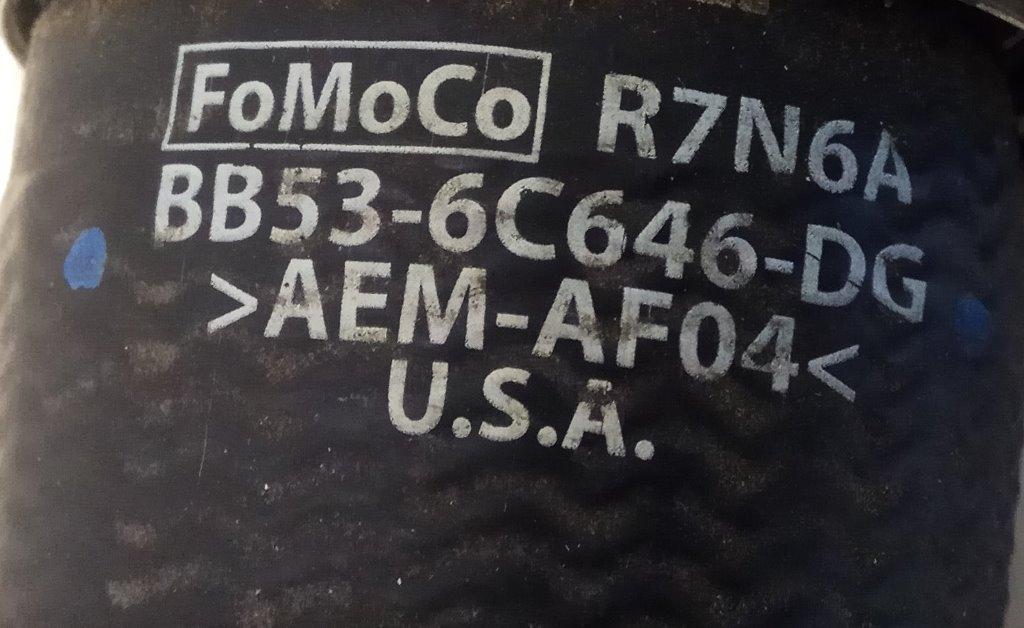 FoMoCo R7N6A
BB53-6C646-DG
>AEM-AF04<
U.S.A.